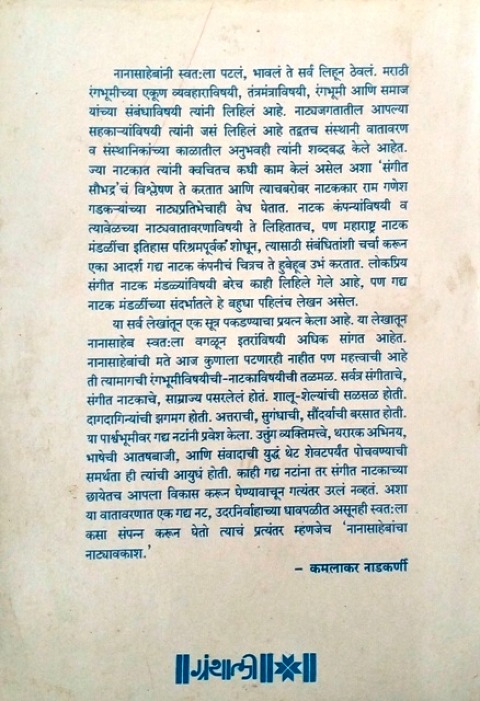 नानासाहेबांनी स्वत:ला पटलं, भावलं ते सर्व लिहून ठेवलं. मराठी
रंगभूमीच्या एकूण व्यवहाराविषयी, तंत्रमंत्राविषयी, रंगभूमी आणि समाज
यांच्या संबंधाविषयी त्यांनी लिहिलं आहे. नाट्यजगतातील आपल्या
सहकाऱ्यांविषयी त्यांनी जसं लिहिलं आहे तद्वतच संस्थानी वातावरण
व संस्थानिकांच्या काळातील अनुभवही त्यांनी शब्दबद्ध केले आहेत.
ज्या नाटकात त्यांनी क्वचितच कधी काम केलं असेल अशा 'संगीत
सौभद्र'चं विश्लेषण ते करतात आणि त्याचबरोबर नाटककार राम गणेश
गडकऱ्यांच्या नाट्यप्रतिभेचाही वेध घेतात. नाटक कंपन्यांविषयी व
त्यावेळच्या नाट्यवातावरणाविषयी ते लिहितातच, पण महाराष्ट्र नाटक
मंडळींचा इतिहास परिश्रमपूर्वक शोधून, त्यासाठी संबंधितांशी चर्चा करून
एका आदर्श गद्य नाटक कंपनीचं चित्रच ते हुवेहूव उभं करतात. लोकप्रिय
संगीत नाटक मंडळ्यांविषयी बरेच काही लिहिले गेले आहे, पण गद्य
नाटक मंडळींच्या संदर्भातले हे बहुधा पहिलंच लेखन असेल.
या सर्व लेखांतून एक सूत्र पकडण्याचा प्रयत्न केला आहे. या लेखातून
नानासाहेब स्वत:ला वगळून इतरांविषयी अधिक सांगत आहेत.
नानासाहेबांची मते आज कुणाला पटणारही नाहीत पण महत्त्वाची आहे
ती त्यामागची रंगभूमीविषयीची-नाटकाविषयीची तळमळ. सर्वत्र संगीताचे,
संगीत नाटकाचे, साम्राज्य पसरलेलं होतं. शालू-शेल्यांची सळसळ होती.
दागदागिन्यांची झगमग होती. अत्तराची, सुगंधाची, सौंदर्याची बरसात होती.
या पार्श्वभूमीवर गद्य नटांनी प्रवेश केला. उत्तुंग व्यक्तिमत्त्वे, थरारक अभिनय,
भाषेची आतषबाजी, आणि संवादाची युद्धं थेट शेवटपर्यंत पोचवण्याची
समर्थता ही त्यांची आयुधं होती. काही गद्य नटांना तर संगीत नाटकाच्या
छायेतच आपला विकास करून घेण्यावाचून गत्यंतर उरलं नव्हतं. अशा
या वातावरणात एक गद्य नट, उदरनिर्वाहाच्या धावपळीत असूनही स्वत:ला
कसा संपन्न करून घेतो त्याचं प्रत्यंतर म्हणजेच 'नानासाहेबांचा
नाट्यावकाश.'
– कमलाकर नाडकर्णी
ग्रंथाली